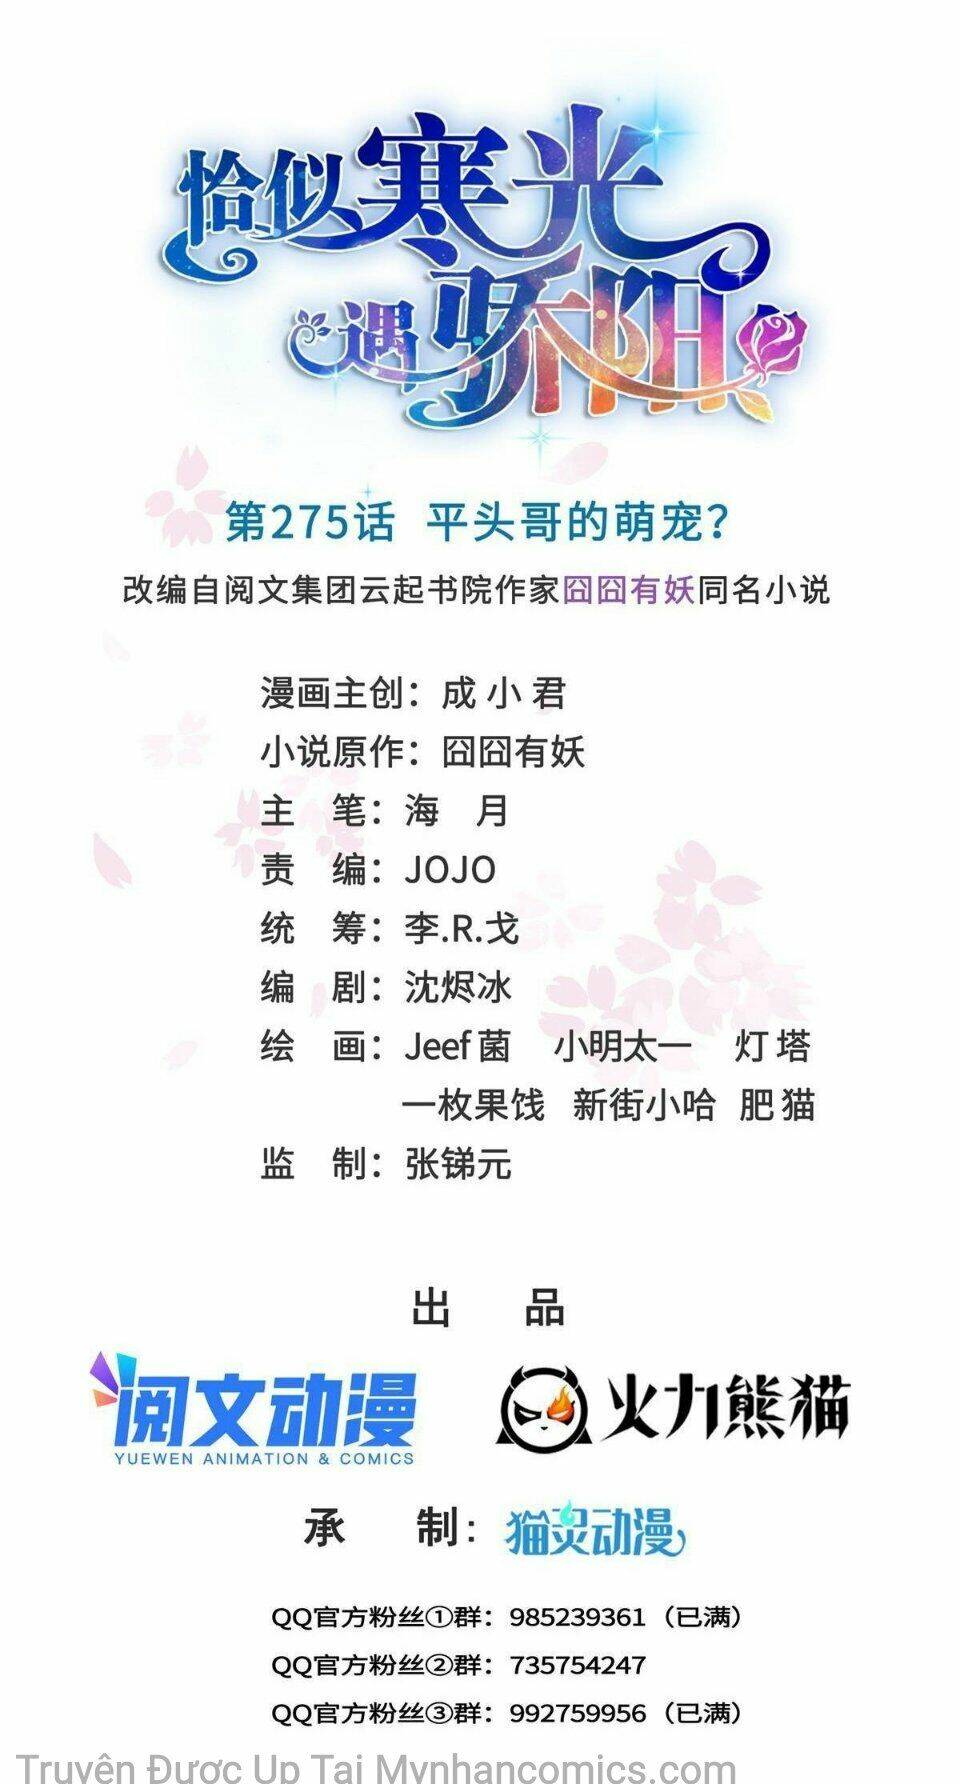 恰似寒光
遇骄阳
第275话 平头哥的萌宠？
改编自阅文集团云起书院作家囧囧有妖同名小说
漫画主创：成小君
小说原作：囧囧有妖
主 笔：海 月
责 编：JOJO
统 筹：李.R.戈
编 剧：沈烬冰
绘 画：Jeef菌 小明太一 灯塔
一枚果饯 新街小哈 肥猫
监 制：张锑元
出 品
阅文动漫 火力熊猫
YUEWEN ANIMATION & COMICS
承 制：猫灵动漫
QQ官方粉丝①群：985239361（已满）
QQ官方粉丝②群：735754247
QQ官方粉丝③群：992759956（已满）
Truyện Được Up Tại Mynhancomics.com